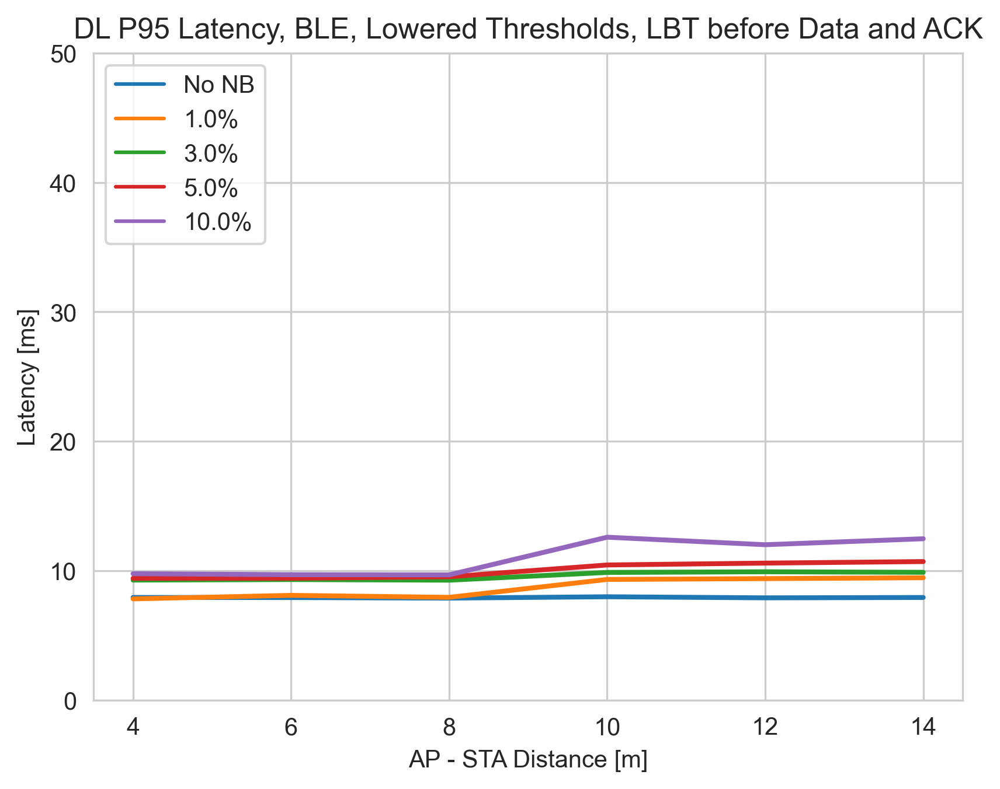 DL P95 Latency, BLE, Lowered Thresholds, LBT before Data and ACK
50
40
30
20
10
0
Latency [ms]
No NB
1.0%
3.0%
5.0%
10.0%
4 6 8 10 12 14
AP - STA Distance [m]